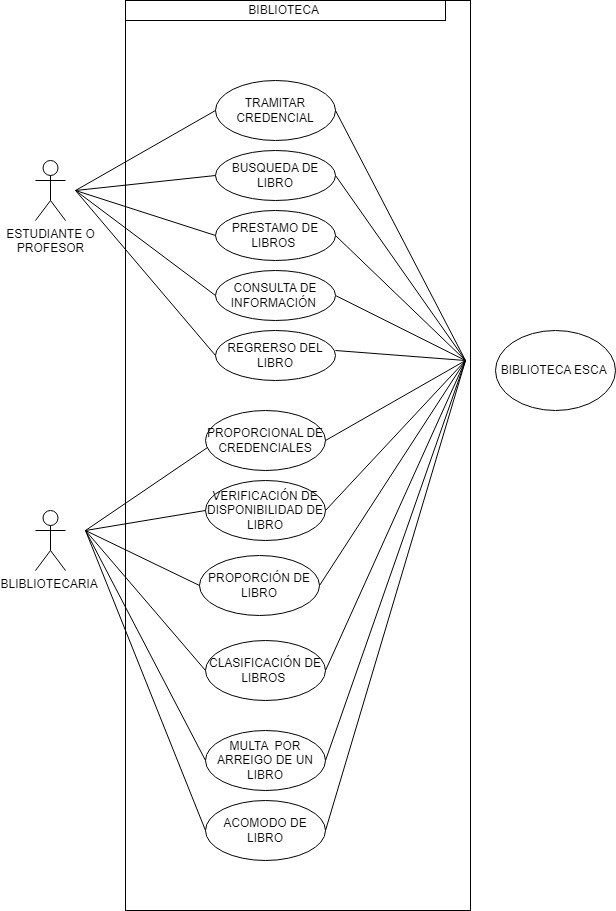 BIBLIOTECA
TRAMITAR
CREDENCIAL
BUSQUEDA DE
LIBRO
PRESTAMO DE
LIBROS
CONSULTA DE
INFORMACIÓN
REGRERSO DEL
LIBRO
ESTUDIANTE O
PROFESOR
BIBLIOTECA ESCA
PROPORCIONAL DE
CREDENCIALES
VERIFICACIÓN DE
DISPONIBILIDAD DE
LIBRO
PROPORCIÓN DE
LIBRO
BLIBLIOTECARIA
CLASIFICACIÓN DE
LIBROS
MULTA POR
ARREIGO DE UN
LIBRO
ACOMODO DE
LIBRO